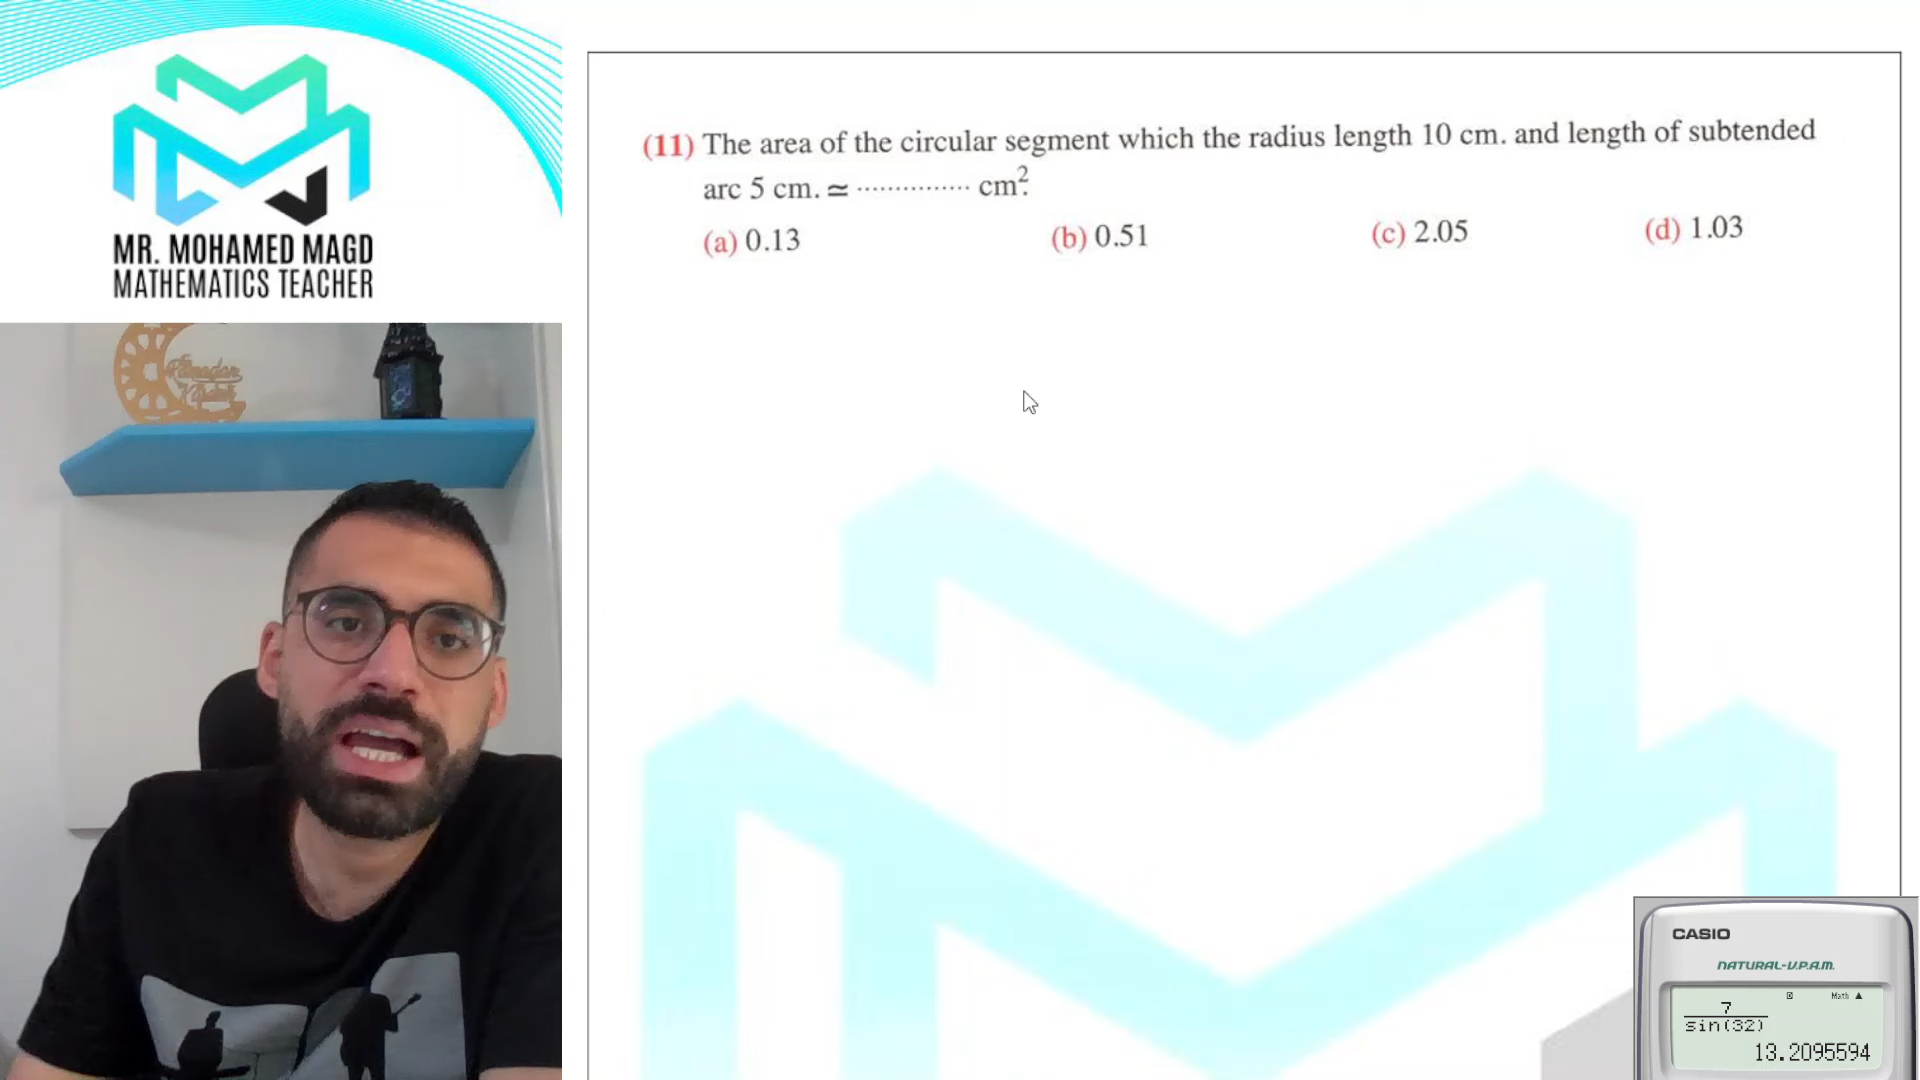 MR. MOHAMED MAGD
MATHEMATICS TEACHER
(11) The area of the circular segment which the radius length 10 cm. and length of subtended
arc 5 cm. ≃ ··············· cm².
(a) 0.13 (b) 0.51 (c) 2.05 (d) 1.03
Ramadan
CASIO
NATURAL-V.P.A.M.
D Math ▲
7
sin(32)
13.2095594